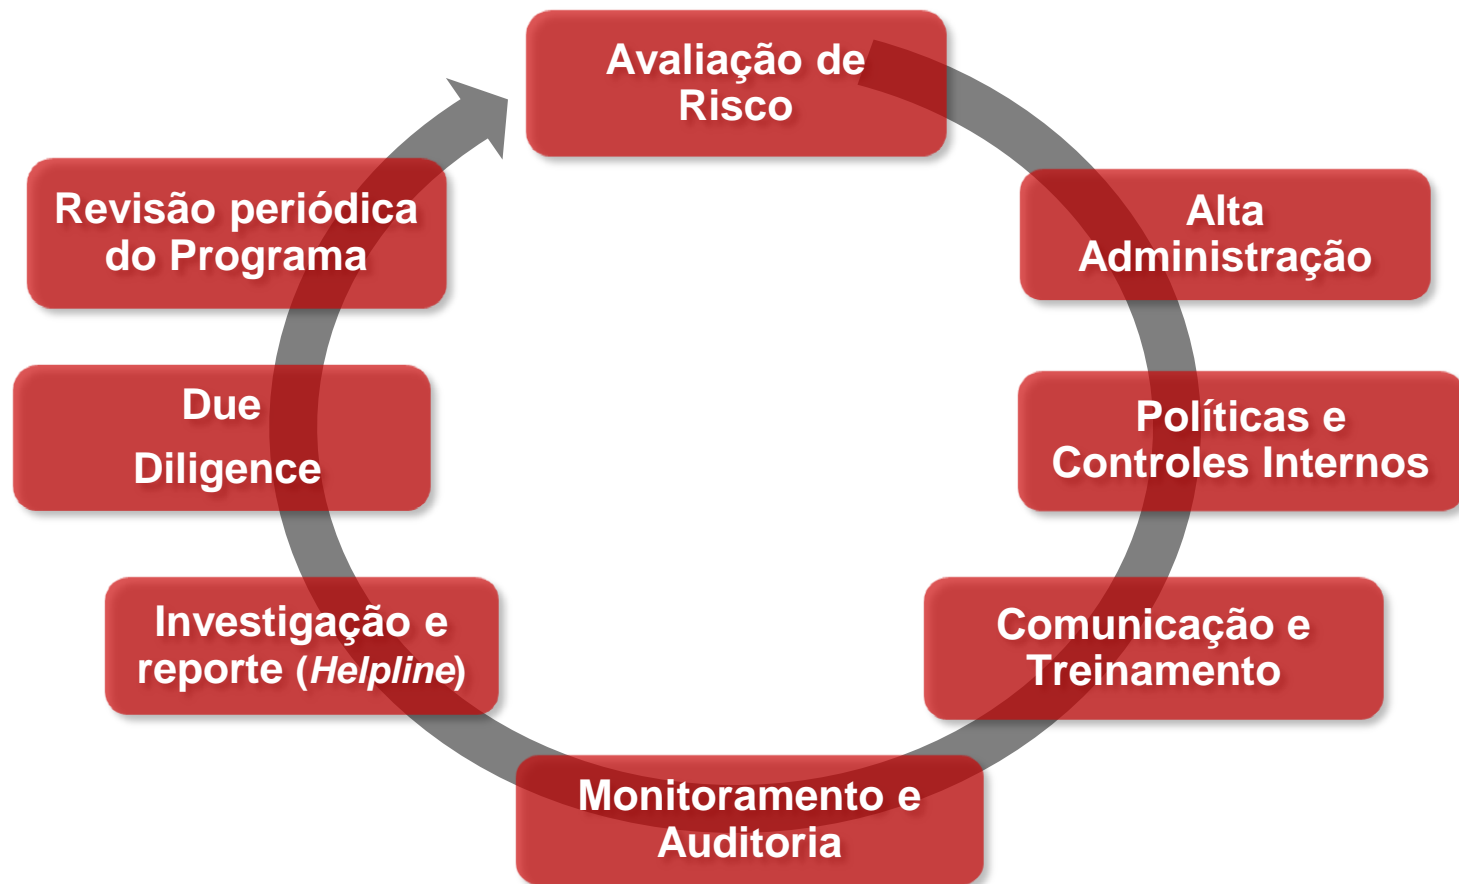 Avaliação de
Risco
Alta
Administração
Políticas e
Controles Internos
Comunicação e
Treinamento
Monitoramento e
Auditoria
Investigação e
reporte (Helpline)
Due
Diligence
Revisão periódica
do Programa